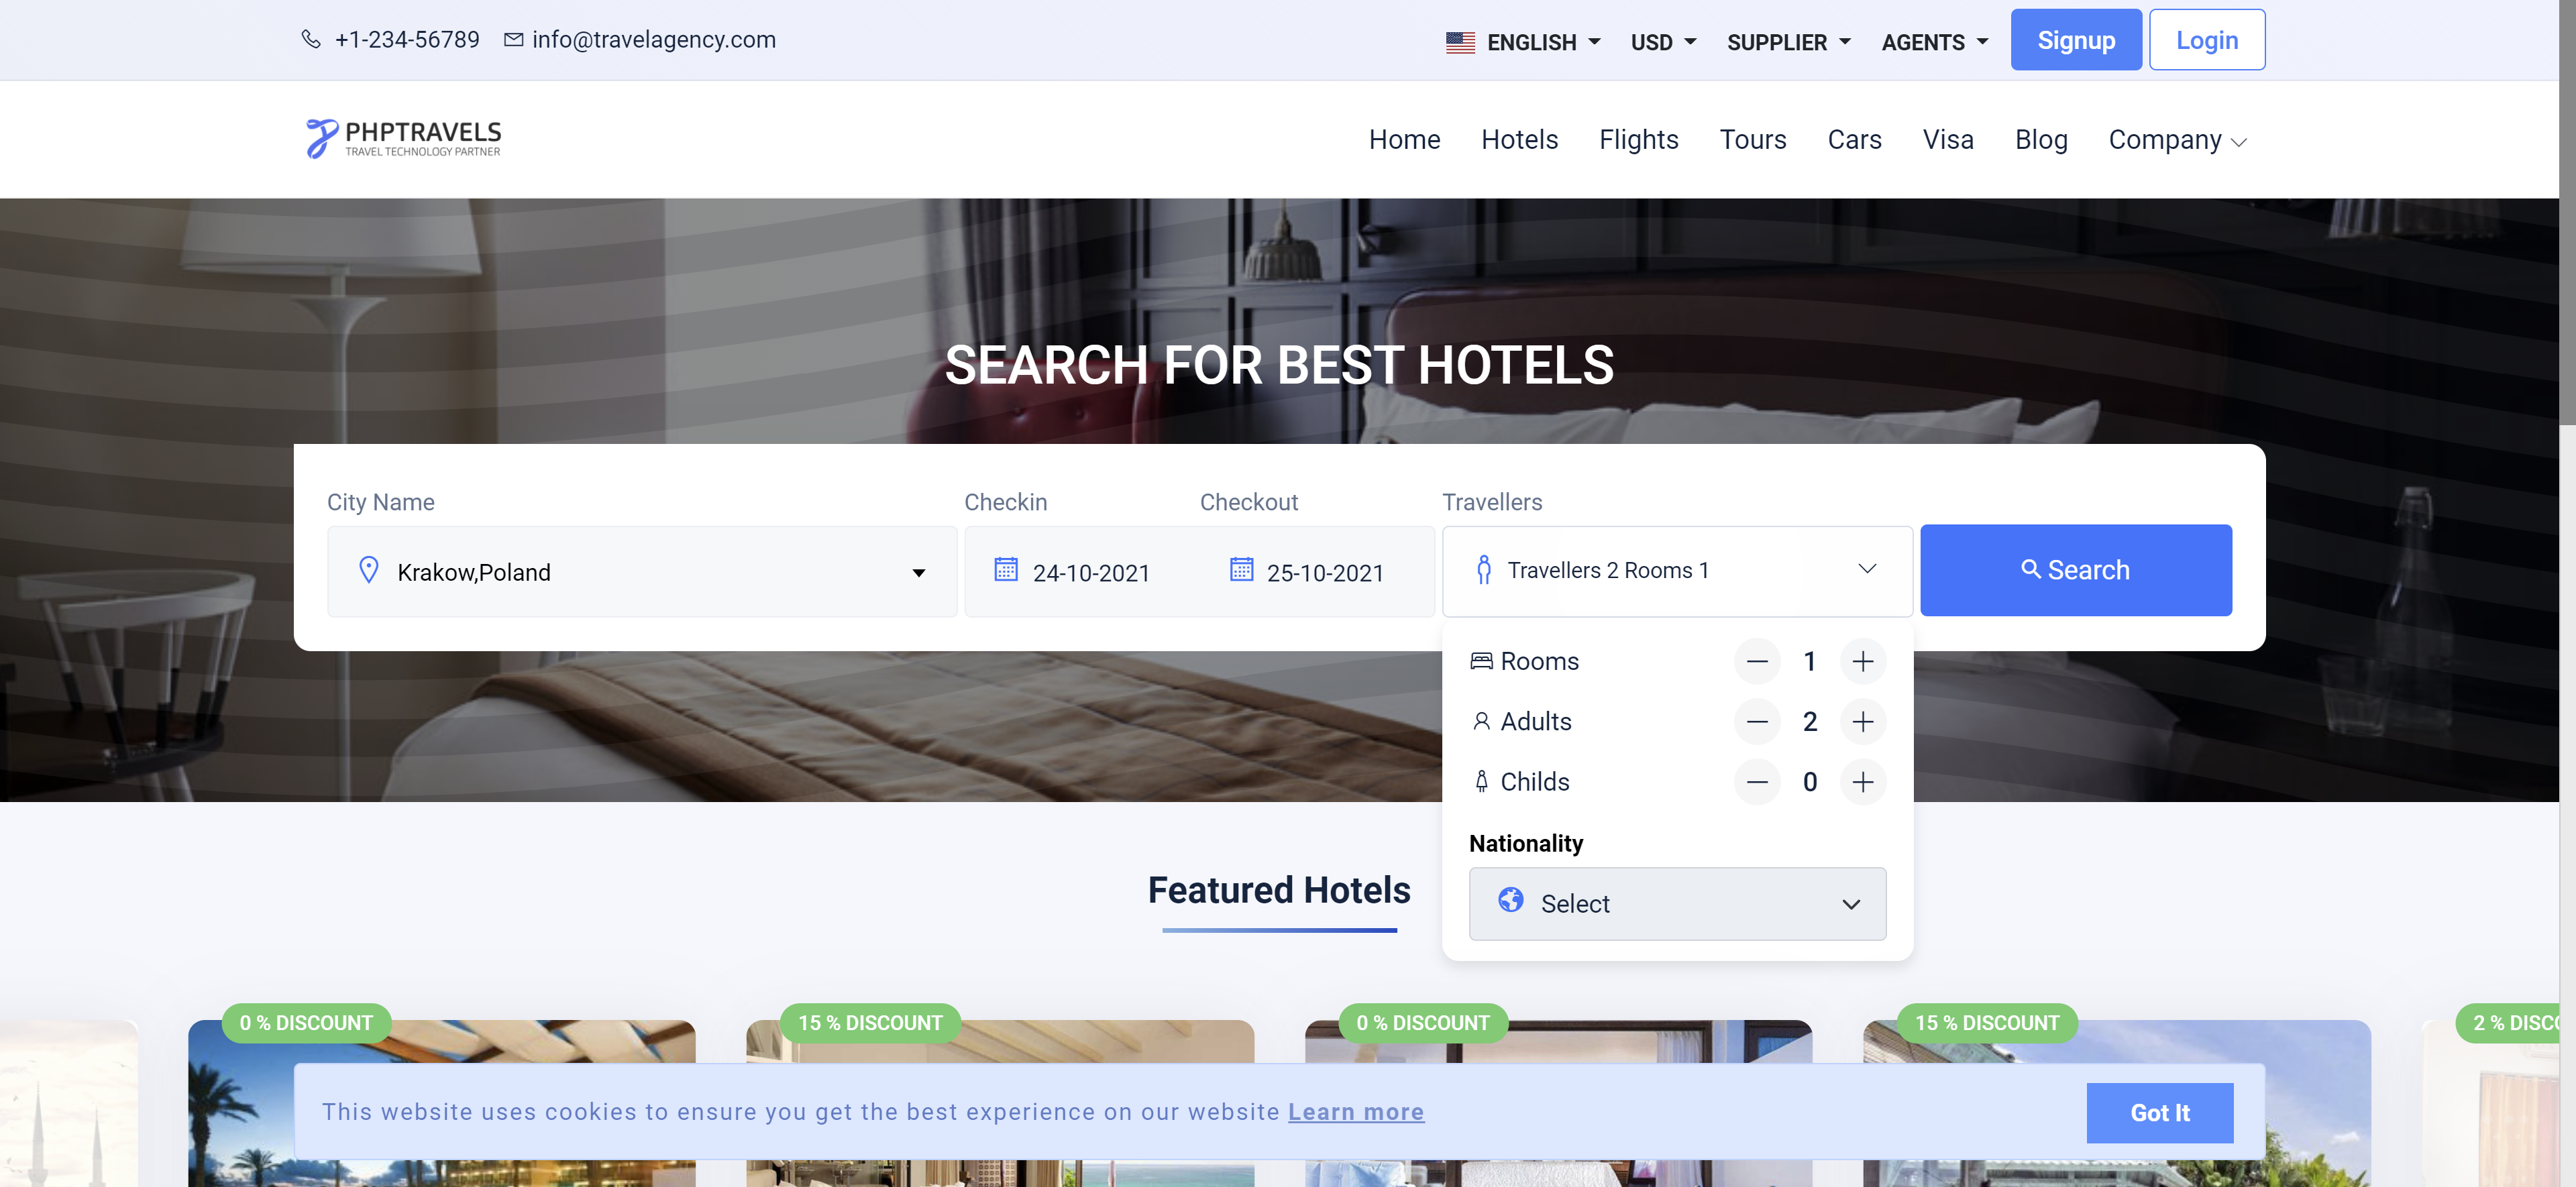 +1-234-56789 info@travelagency.com ENGLISH USD SUPPLIER AGENTS Signup Login
PHPTRAVELS
TRAVEL TECHNOLOGY PARTNER
Home Hotels Flights Tours Cars Visa Blog Company
SEARCH FOR BEST HOTELS
City Name Checkin Checkout Travellers
Krakow,Poland 24-10-2021 25-10-2021 Travellers 2 Rooms 1 Search
Rooms 1
Adults 2
Childs 0
Nationality
Select
Featured Hotels
0 % DISCOUNT 15 % DISCOUNT 0 % DISCOUNT 15 % DISCOUNT 2 % DISC
This website uses cookies to ensure you get the best experience on our website Learn more Got It